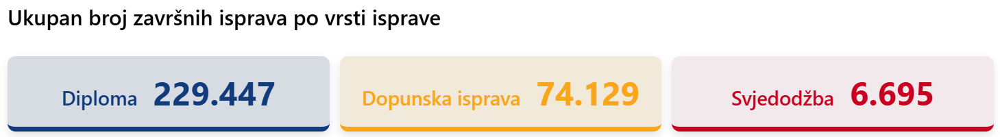 Ukupan broj završnih isprava po vrsti isprave
Diploma 229.447
Dopunska isprava 74.129
Svjedodžba 6.695